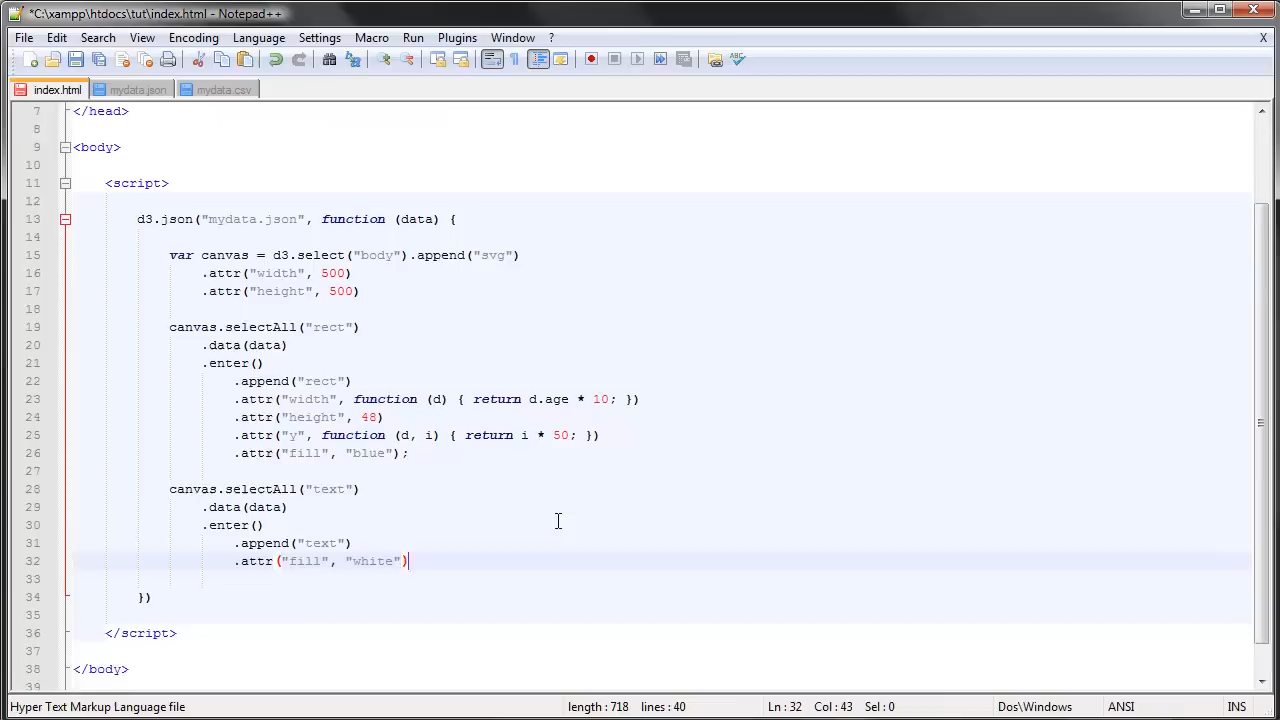 *C:\xampp\htdocs\tut\index.html - Notepad++
File Edit Search View Encoding Language Settings Macro Run Plugins Window ? X
index.html mydata.json mydata.csv
7 </head>
8
9 <body>
10
11 <script>
12
13 d3.json("mydata.json", function (data) {
14
15 var canvas = d3.select("body").append("svg")
16 .attr("width", 500)
17 .attr("height", 500)
18
19 canvas.selectAll("rect")
20 .data(data)
21 .enter()
22 .append("rect")
23 .attr("width", function (d) { return d.age * 10; })
24 .attr("height", 48)
25 .attr("y", function (d, i) { return i * 50; })
26 .attr("fill", "blue");
27
28 canvas.selectAll("text")
29 .data(data)
30 .enter()
31 .append("text")
32 .attr("fill", "white")
33
34 })
35
36 </script>
37
38 </body>
39
Hyper Text Markup Language file length : 718 lines : 40 Ln : 32 Col : 43 Sel : 0 Dos\Windows ANSI INS